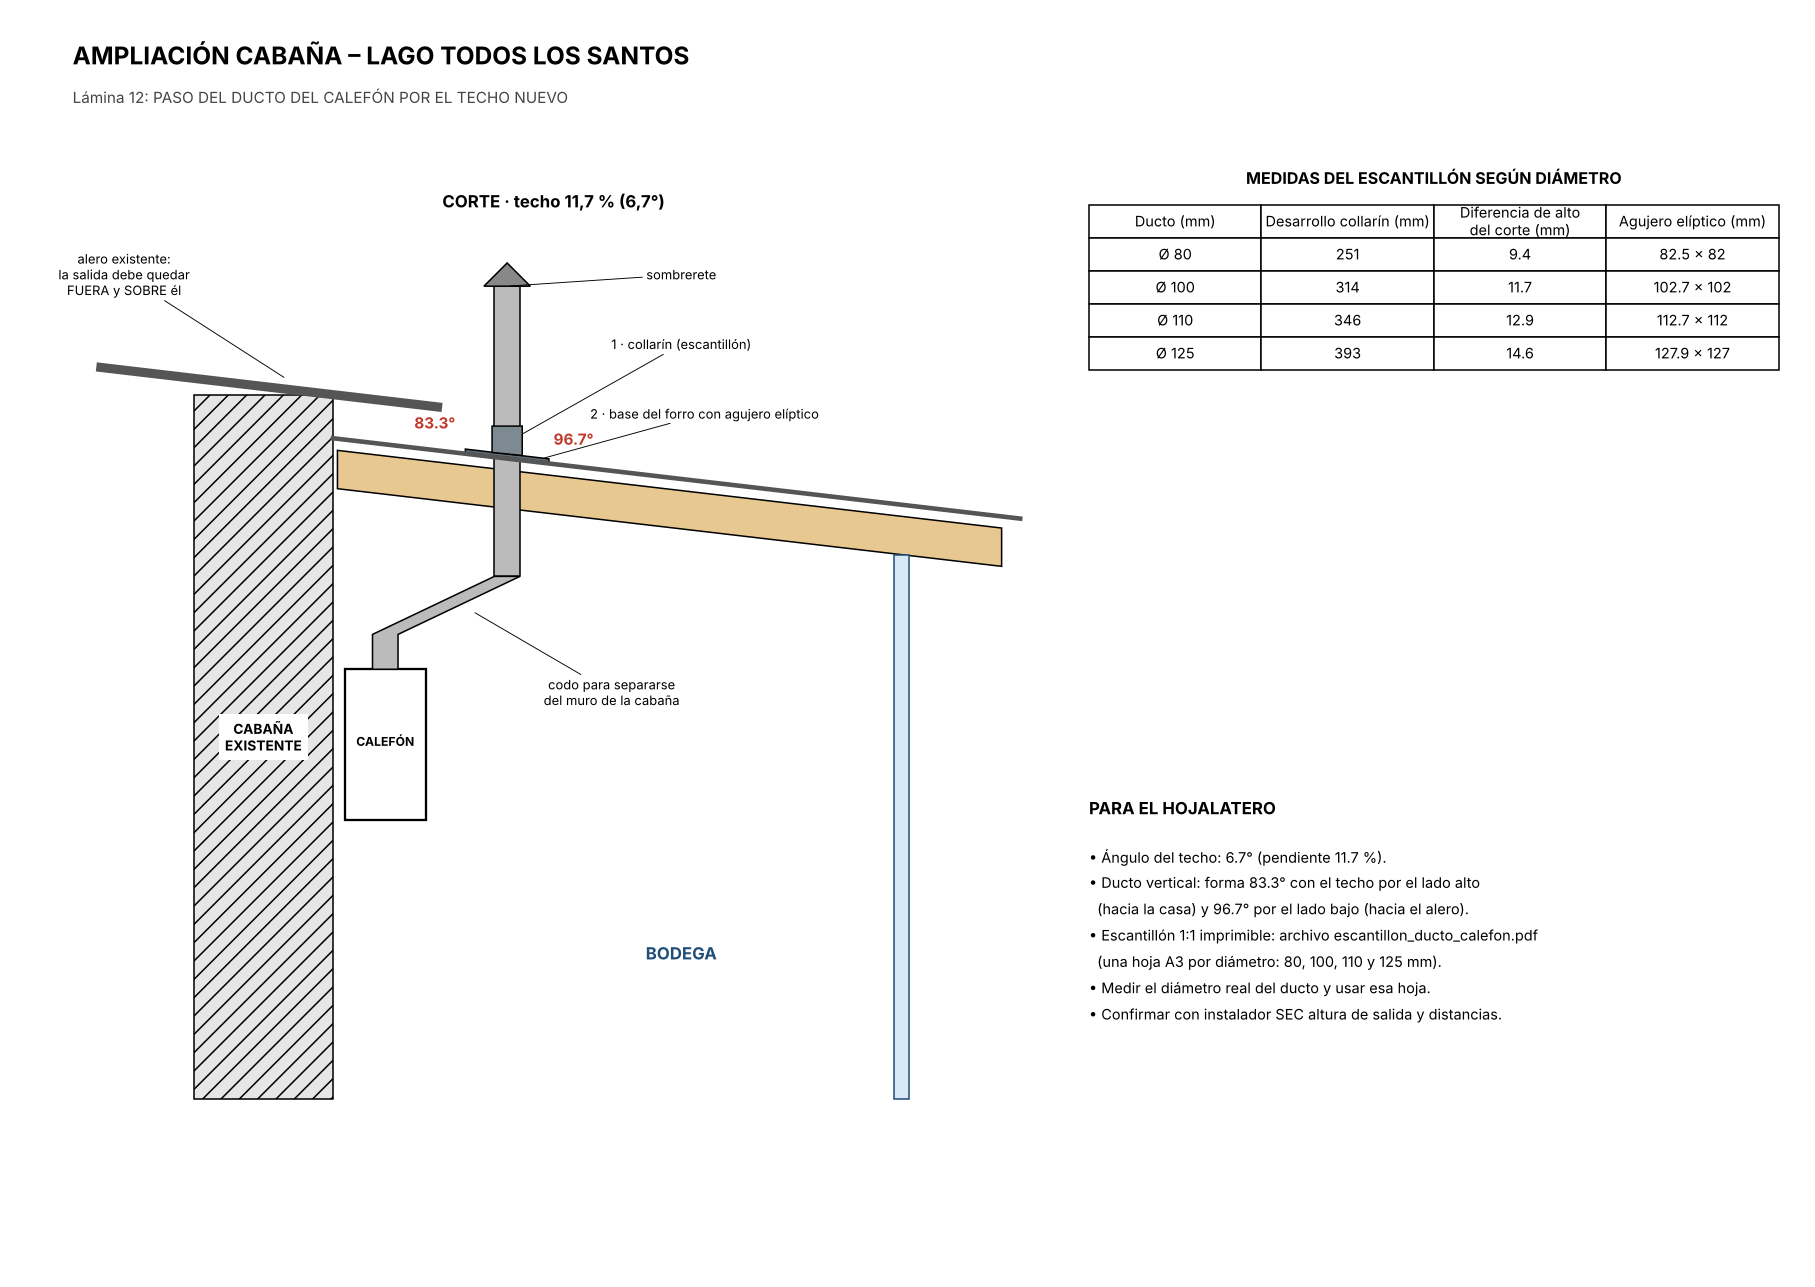 AMPLIACIÓN CABAÑA – LAGO TODOS LOS SANTOS
Lámina 12: PASO DEL DUCTO DEL CALEFÓN POR EL TECHO NUEVO
CORTE · techo 11,7 % (6,7°)
alero existente:
la salida debe quedar
FUERA y SOBRE él
sombrerete
1 · collarín (escantillón)
2 · base del forro con agujero elíptico
83.3°
96.7°
codo para separarse
del muro de la cabaña
CABAÑA
EXISTENTE
CALEFÓN
BODEGA
MEDIDAS DEL ESCANTILLÓN SEGÚN DIÁMETRO
Ducto (mm) Desarrollo collarín (mm) Diferencia de alto del corte (mm) Agujero elíptico (mm)
Ø 80 251 9.4 82.5 × 82
Ø 100 314 11.7 102.7 × 102
Ø 110 346 12.9 112.7 × 112
Ø 125 393 14.6 127.9 × 127
PARA EL HOJALATERO
• Ángulo del techo: 6.7° (pendiente 11.7 %).
• Ducto vertical: forma 83.3° con el techo por el lado alto
(hacia la casa) y 96.7° por el lado bajo (hacia el alero).
• Escantillón 1:1 imprimible: archivo escantillon_ducto_calefon.pdf
(una hoja A3 por diámetro: 80, 100, 110 y 125 mm).
• Medir el diámetro real del ducto y usar esa hoja.
• Confirmar con instalador SEC altura de salida y distancias.